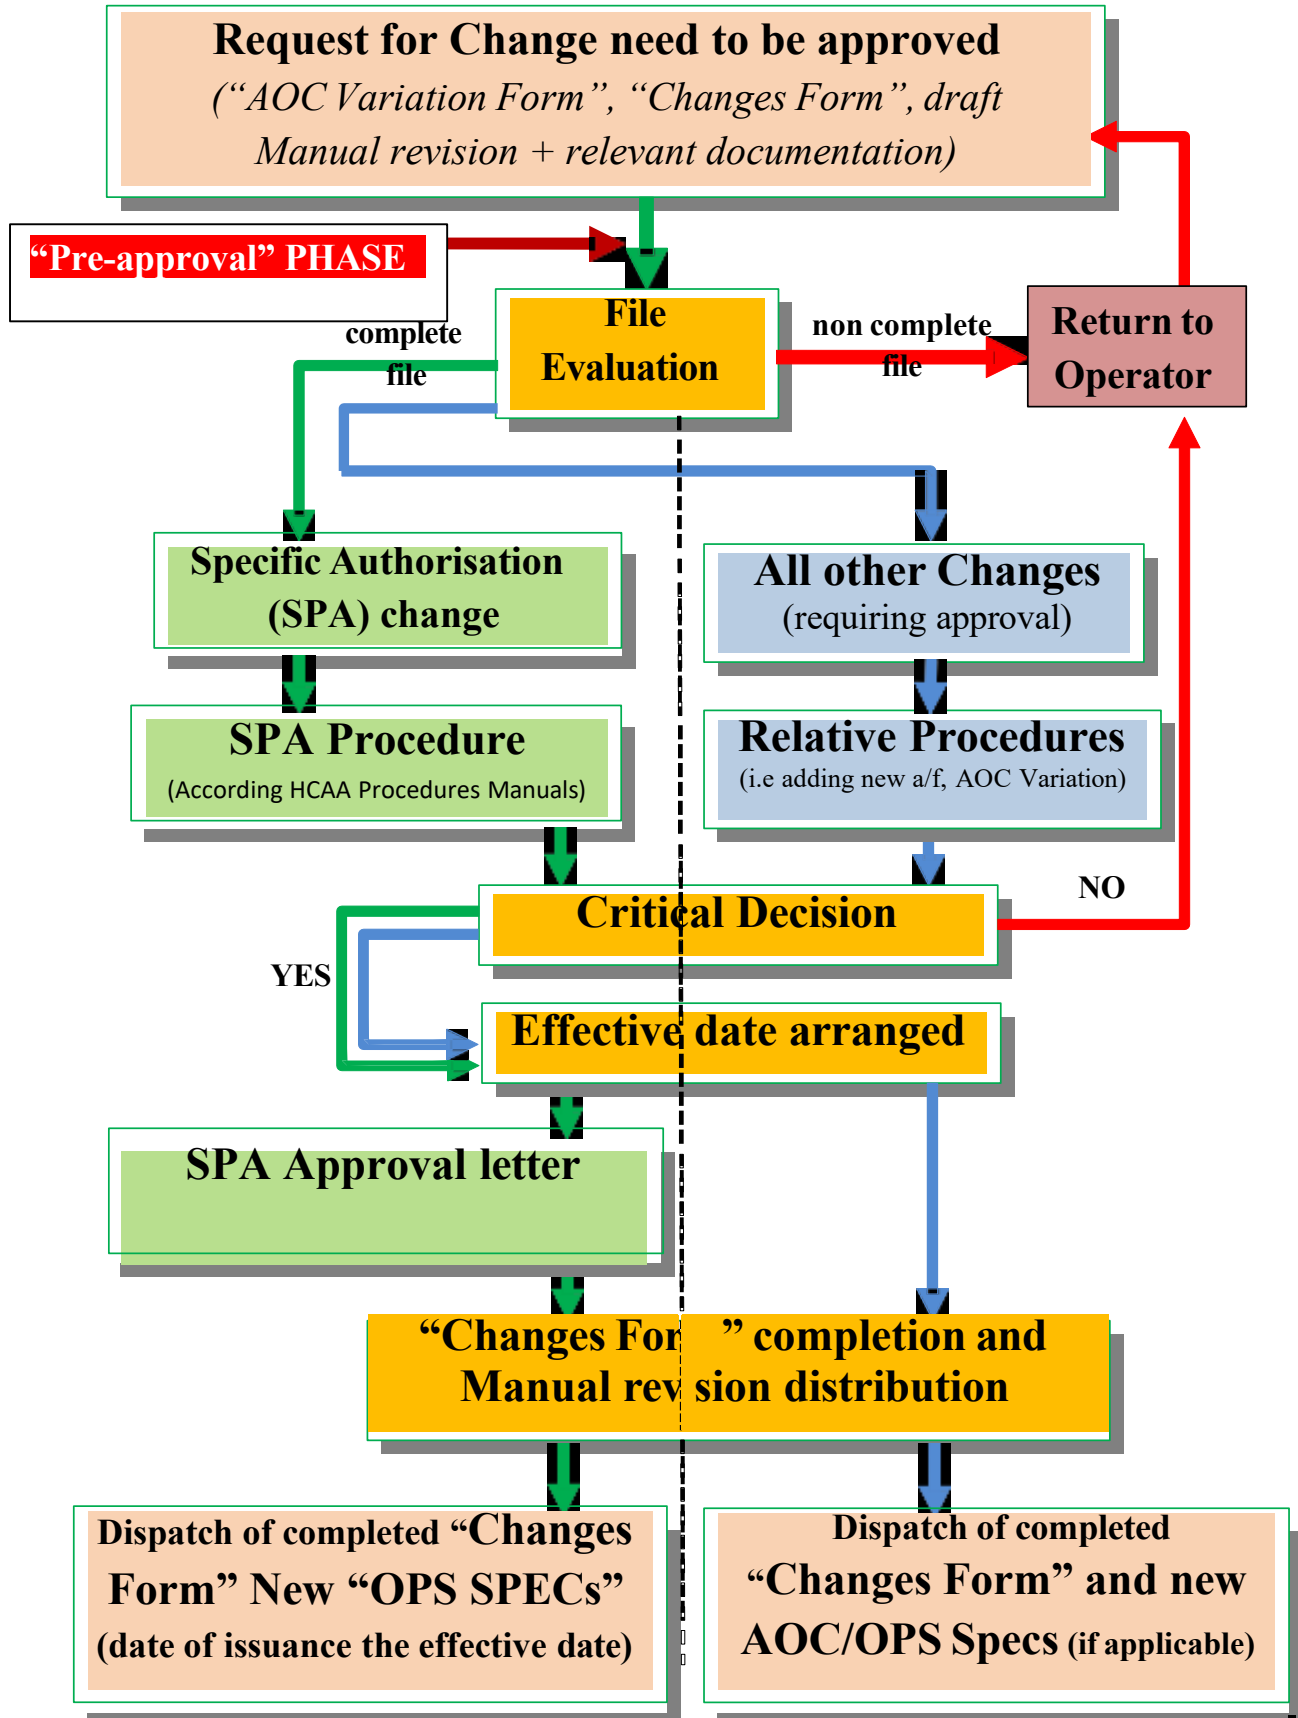 Request for Change need to be approved
(“AOC Variation Form”, “Changes Form”, draft
Manual revision + relevant documentation)
“Pre-approval” PHASE
File
Evaluation
complete
file
non complete
file
Return to
Operator
Specific Authorisation
(SPA) change
All other Changes
(requiring approval)
SPA Procedure
(According HCAA Procedures Manuals)
Relative Procedures
(i.e adding new a/f, AOC Variation)
Critical Decision
NO
YES
Effective date arranged
SPA Approval letter
“Changes For ” completion and
Manual rev sion distribution
Dispatch of completed “Changes
Form” New “OPS SPECs”
(date of issuance the effective date)
Dispatch of completed
“Changes Form” and new
AOC/OPS Specs (if applicable)